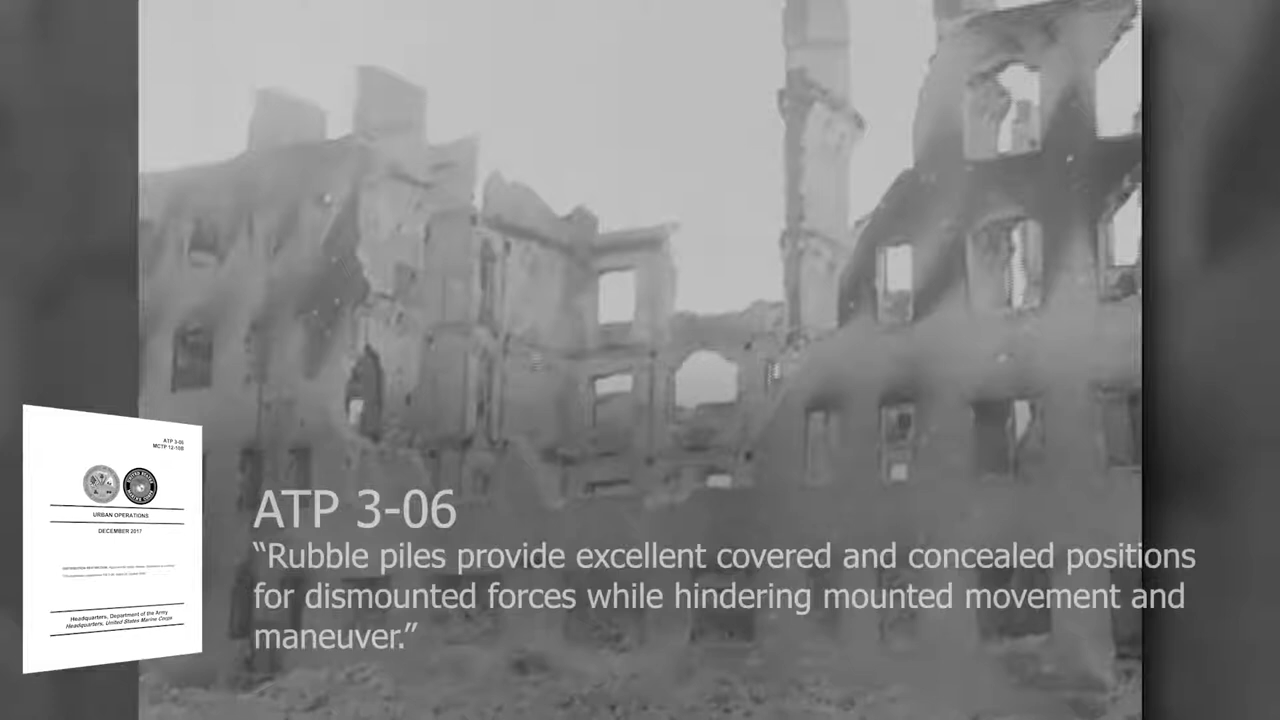 ATP 3-06
MCTP 12-10B
URBAN OPERATIONS
DECEMBER 2017
Headquarters, Department of the Army
Headquarters, United States Marine Corps
ATP 3-06
“Rubble piles provide excellent covered and concealed positions
for dismounted forces while hindering mounted movement and
maneuver.”